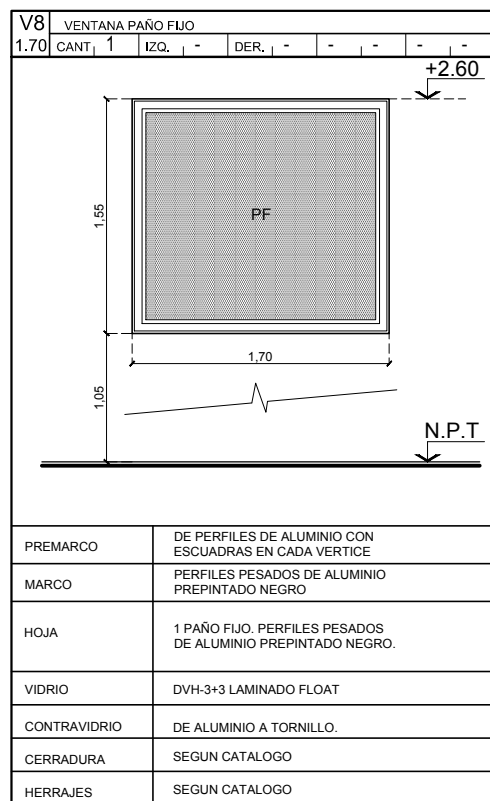 V8 VENTANA PAÑO FIJO
1.70 CANT. 1 IZQ. - DER. - - - - -
+2.60
1,55
PF
1,70
1,05
N.P.T
PREMARCO DE PERFILES DE ALUMINIO CON
ESCUADRAS EN CADA VERTICE
MARCO PERFILES PESADOS DE ALUMINIO
PREPINTADO NEGRO
HOJA 1 PAÑO FIJO. PERFILES PESADOS
DE ALUMINIO PREPINTADO NEGRO.
VIDRIO DVH-3+3 LAMINADO FLOAT
CONTRAVIDRIO DE ALUMINIO A TORNILLO.
CERRADURA SEGUN CATALOGO
HERRAJES SEGUN CATALOGO